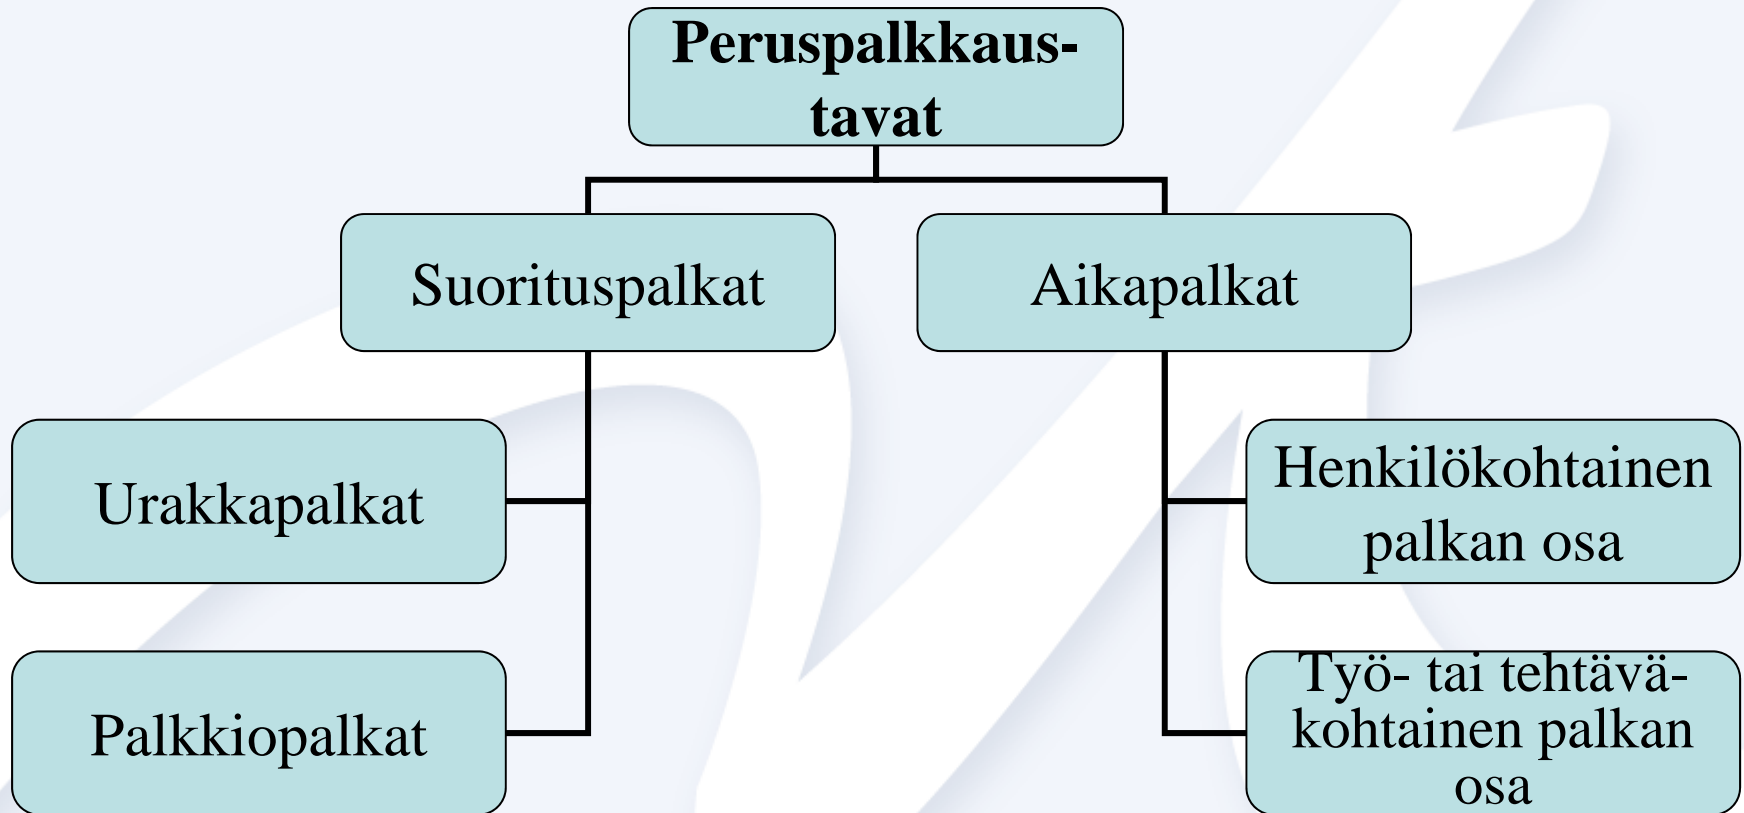 Peruspalkkaus-
tavat
Suorituspalkat
Aikapalkat
Urakkapalkat
Henkilökohtainen
palkan osa
Palkkiopalkat
Työ- tai tehtävä-
kohtainen palkan
osa